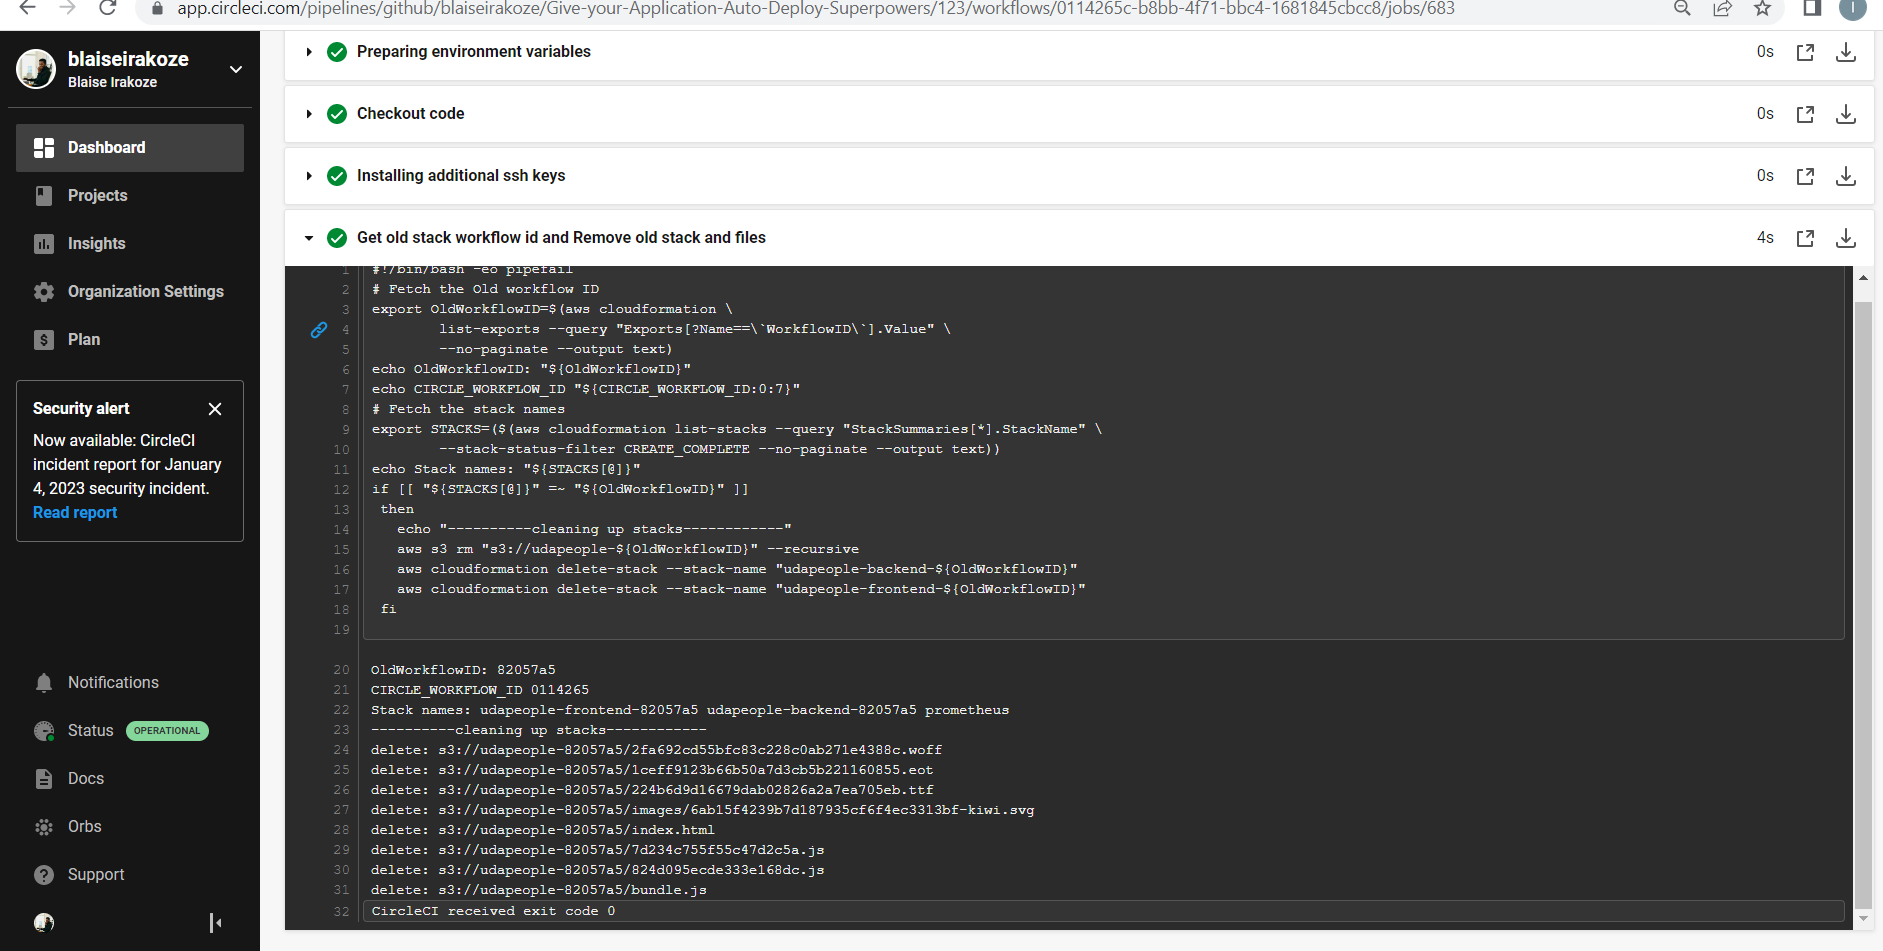 app.circleci.com/pipelines/github/blaiseirakoze/Give-your-Application-Auto-Deploy-Superpowers/123/workflows/0114265c-b8bb-4f71-bbc4-1681845cbcc8/jobs/683
I
blaiseirakoze
Blaise Irakoze
Dashboard
Projects
Insights
Organization Settings
Plan
Security alert
Now available: CircleCI
incident report for January
4, 2023 security incident.
Read report
Notifications
Status OPERATIONAL
Docs
Orbs
Support
Preparing environment variables 0s
Checkout code 0s
Installing additional ssh keys 0s
Get old stack workflow id and Remove old stack and files 4s
1 #!/bin/bash -eo pipefail
2 # Fetch the Old workflow ID
3 export OldWorkflowID=$(aws cloudformation \
4         list-exports --query "Exports[?Name==\`WorkflowID\`].Value" \
5         --no-paginate --output text)
6 echo OldWorkflowID: "${OldWorkflowID}"
7 echo CIRCLE_WORKFLOW_ID "${CIRCLE_WORKFLOW_ID:0:7}"
8 # Fetch the stack names
9 export STACKS=($(aws cloudformation list-stacks --query "StackSummaries[*].StackName" \
10         --stack-status-filter CREATE_COMPLETE --no-paginate --output text))
11 echo Stack names: "${STACKS[@]}"
12 if [[ "${STACKS[@]}" =~ "${OldWorkflowID}" ]]
13  then
14    echo "----------cleaning up stacks------------"
15    aws s3 rm "s3://udapeople-${OldWorkflowID}" --recursive
16    aws cloudformation delete-stack --stack-name "udapeople-backend-${OldWorkflowID}"
17    aws cloudformation delete-stack --stack-name "udapeople-frontend-${OldWorkflowID}"
18  fi
19
20 OldWorkflowID: 82057a5
21 CIRCLE_WORKFLOW_ID 0114265
22 Stack names: udapeople-frontend-82057a5 udapeople-backend-82057a5 prometheus
23 ----------cleaning up stacks------------
24 delete: s3://udapeople-82057a5/2fa692cd55bfc83c228c0ab271e4388c.woff
25 delete: s3://udapeople-82057a5/1ceff9123b66b50a7d3cb5b221160855.eot
26 delete: s3://udapeople-82057a5/224b6d9d16679dab02826a2a7ea705eb.ttf
27 delete: s3://udapeople-82057a5/images/6ab15f4239b7d187935cf6f4ec3313bf-kiwi.svg
28 delete: s3://udapeople-82057a5/index.html
29 delete: s3://udapeople-82057a5/7d234c755f55c47d2c5a.js
30 delete: s3://udapeople-82057a5/824d095ecde333e168dc.js
31 delete: s3://udapeople-82057a5/bundle.js
32 CircleCI received exit code 0